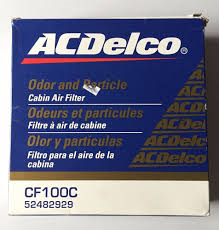 ACDelco®
Odor and Particle
Cabin Air Filter
Odeurs et particules
Filtre à air de cabine
Olor y partículas
Filtro para el aire de la
cabina
ACDelco
CF100C
52482929